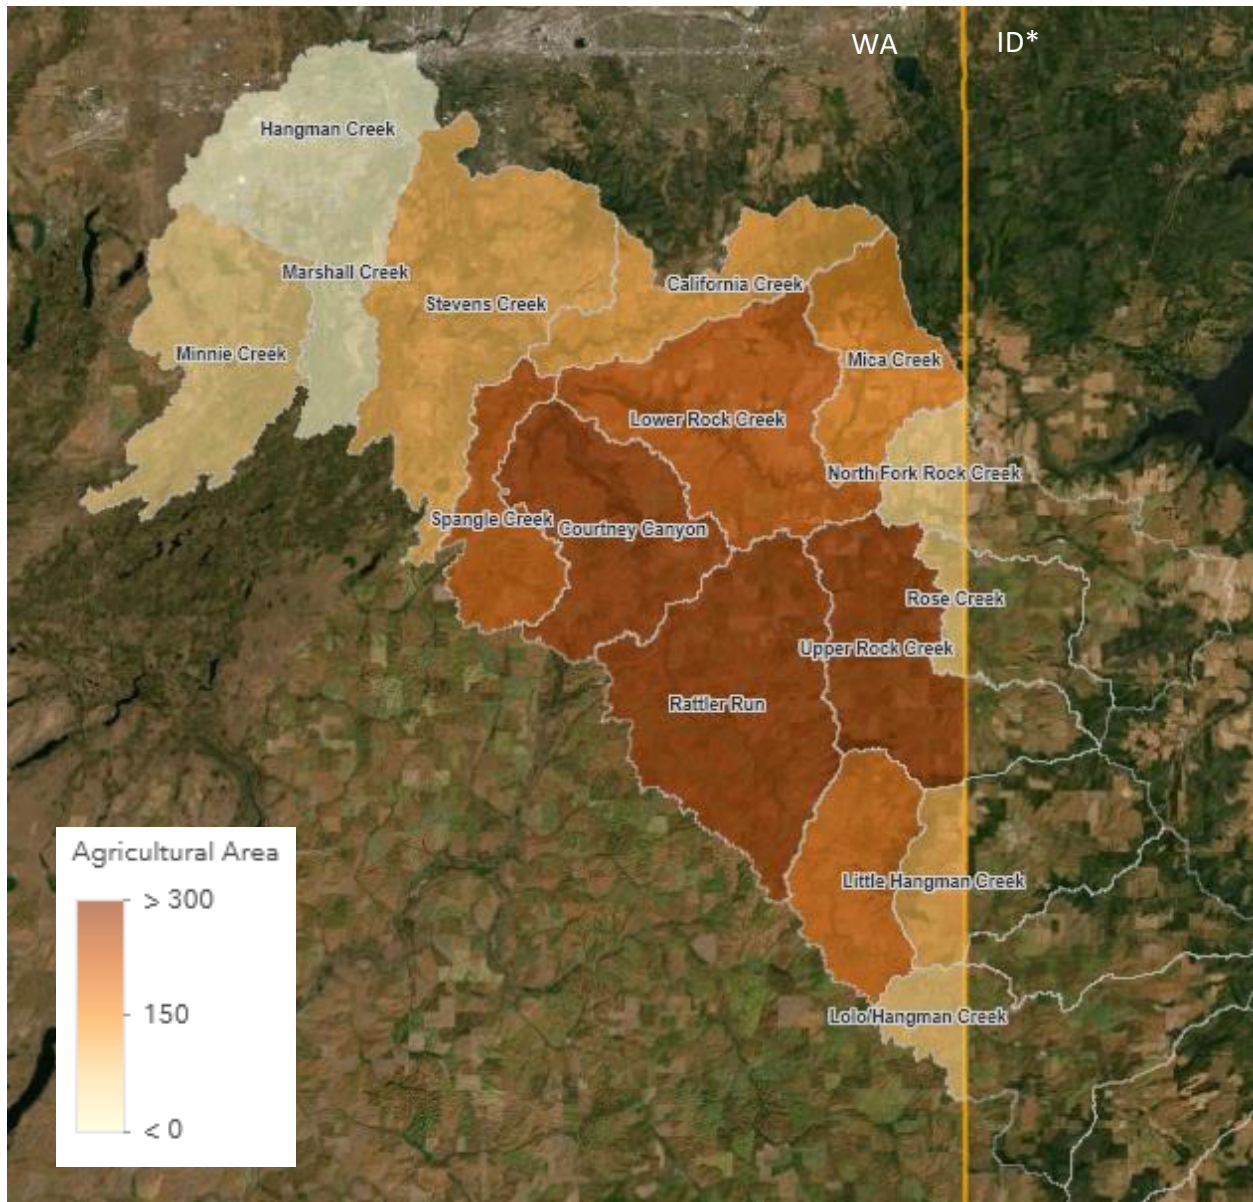 WA
ID*
Hangman Creek
Marshall Creek
California Creek
Stevens Creek
Minnie Creek
Mica Creek
Lower Rock Creek
North Fork Rock Creek
Spangle Creek
Courtney Canyon
Rose Creek
Upper Rock Creek
Rattler Run
Little Hangman Creek
Lolo/Hangman Creek
Agricultural Area
> 300
150
< 0